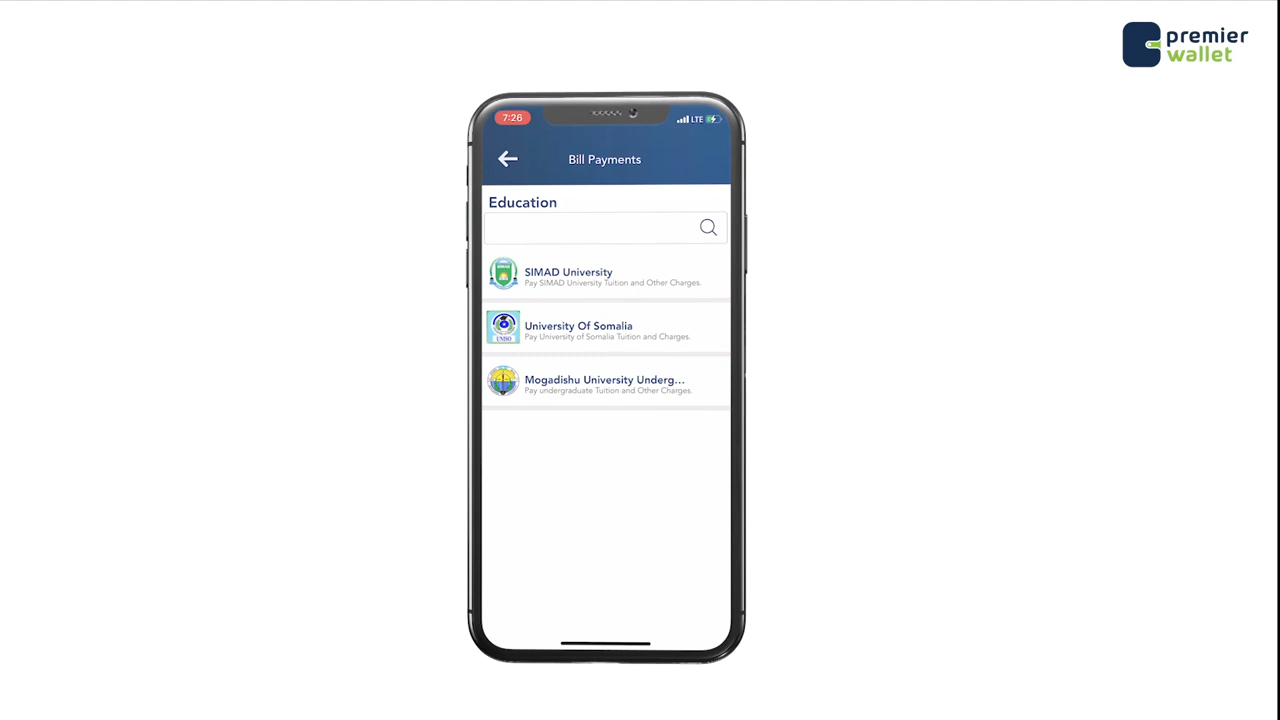 premier
wallet
7:26
LTE
Bill Payments
Education
SIMAD University
Pay SIMAD University Tuition and Other Charges.
University Of Somalia
Pay University of Somalia Tuition and Charges.
UNISO
Mogadishu University Underg...
Pay undergraduate Tuition and Other Charges.